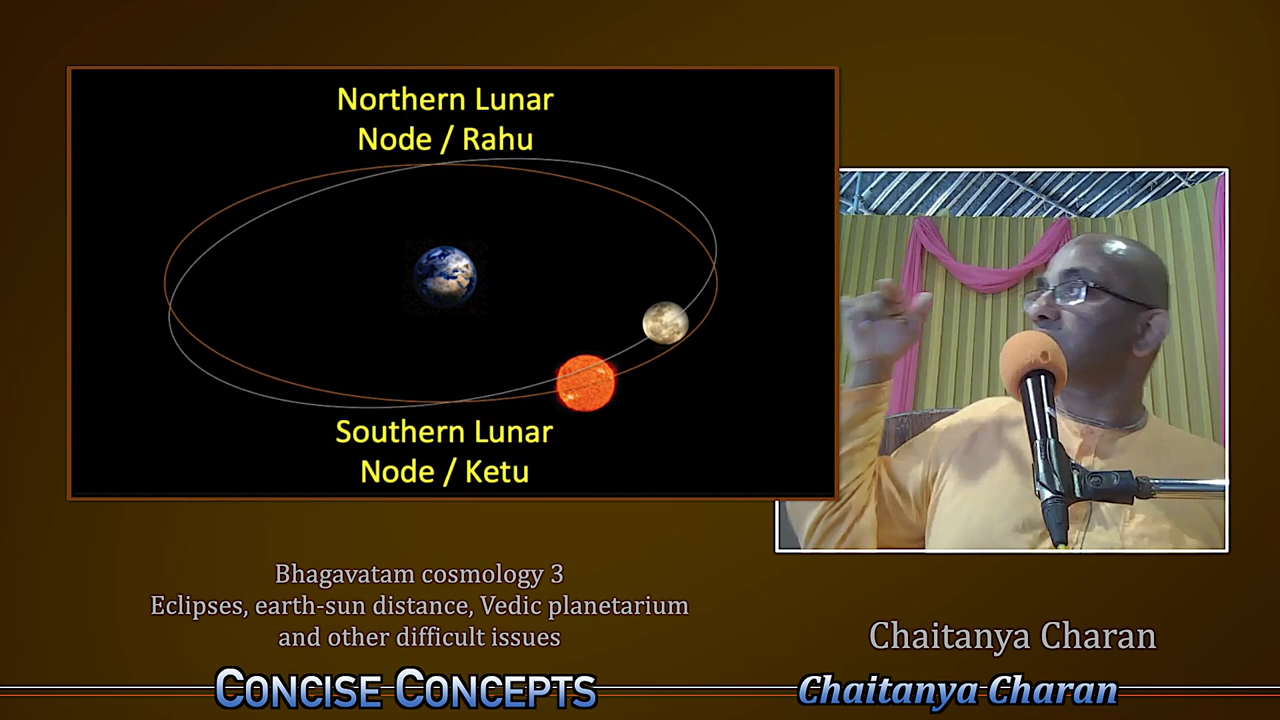 Northern Lunar
Node / Rahu
Southern Lunar
Node / Ketu
Bhagavatam cosmology 3
Eclipses, earth-sun distance, Vedic planetarium
and other difficult issues
Chaitanya Charan
CONCISE CONCEPTS
Chaitanya Charan